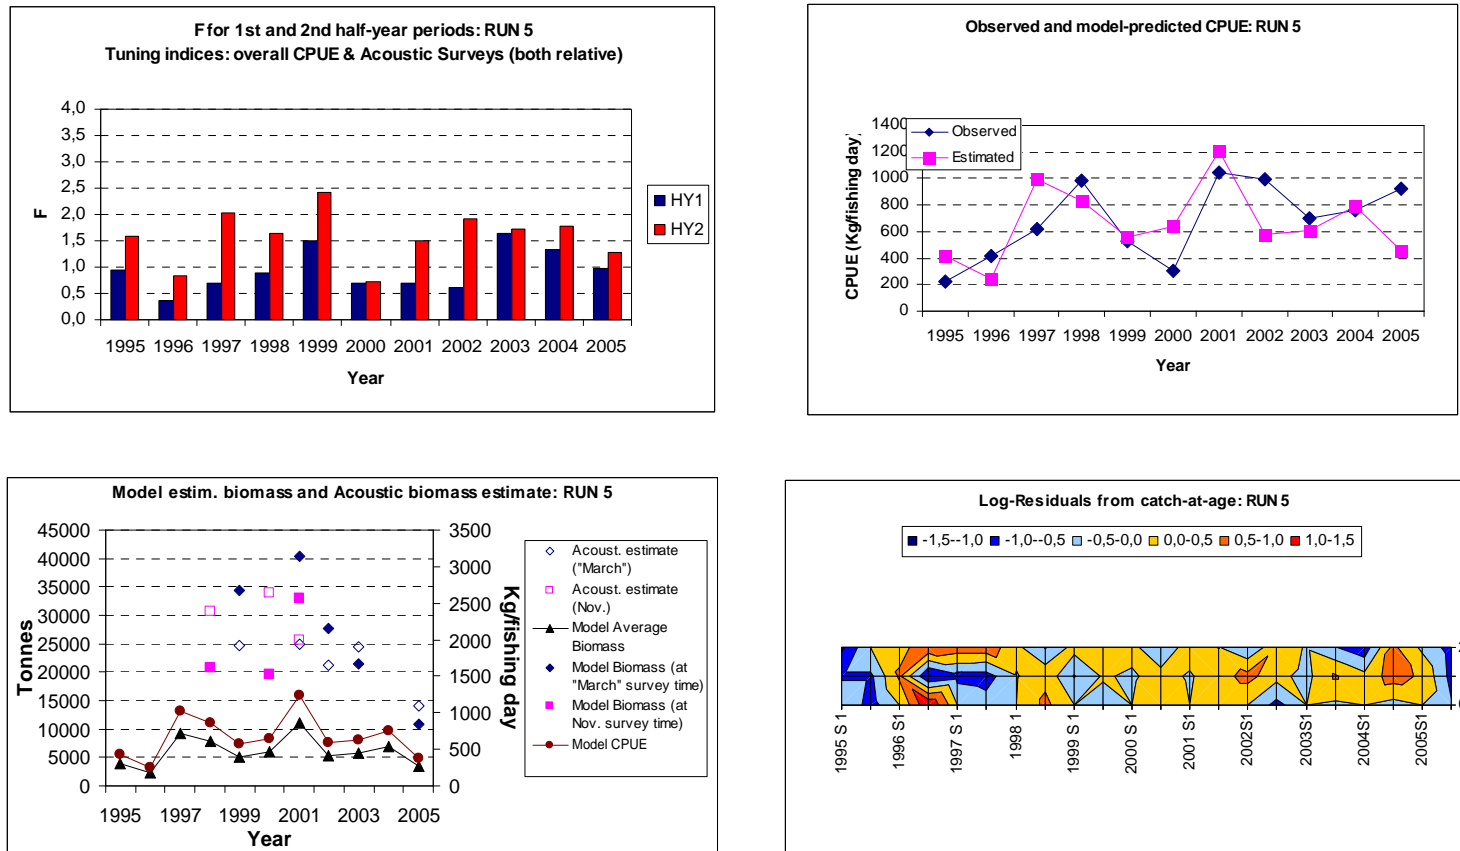 F for 1st and 2nd half-year periods: RUN 5
Tuning indices: overall CPUE & Acoustic Surveys (both relative)
F
4,0
3,5
3,0
2,5
2,0
1,5
1,0
0,5
0,0
HY1
HY2
1995 1996 1997 1998 1999 2000 2001 2002 2003 2004 2005
Year
Observed and model-predicted CPUE: RUN 5
CPUE (Kg/fishing day)
1400
1200
1000
800
600
400
200
0
Observed
Estimated
1995 1996 1997 1998 1999 2000 2001 2002 2003 2004 2005
Year
Model estim. biomass and Acoustic biomass estimate: RUN 5
Tonnes
45000
40000
35000
30000
25000
20000
15000
10000
5000
0
3500
3000
2500
2000
1500
1000
500
0
Kg/fishing day
1995 1997 1999 2001 2003 2005
Year
Acoust. estimate
("March")
Acoust. estimate
(Nov.)
Model Average
Biomass
Model Biomass (at
"March" survey time)
Model Biomass (at
Nov. survey time)
Model CPUE
Log-Residuals from catch-at-age: RUN 5
-1,5--1,0 -1,0--0,5 -0,5-0,0 0,0-0,5 0,5-1,0 1,0-1,5
1995 S 1
1996 S 1
1997 S 1
1998 1
1999 S 1
2000 S 1
2001 S 1
2002S 1
2003S 1
2004S 1
2005S1